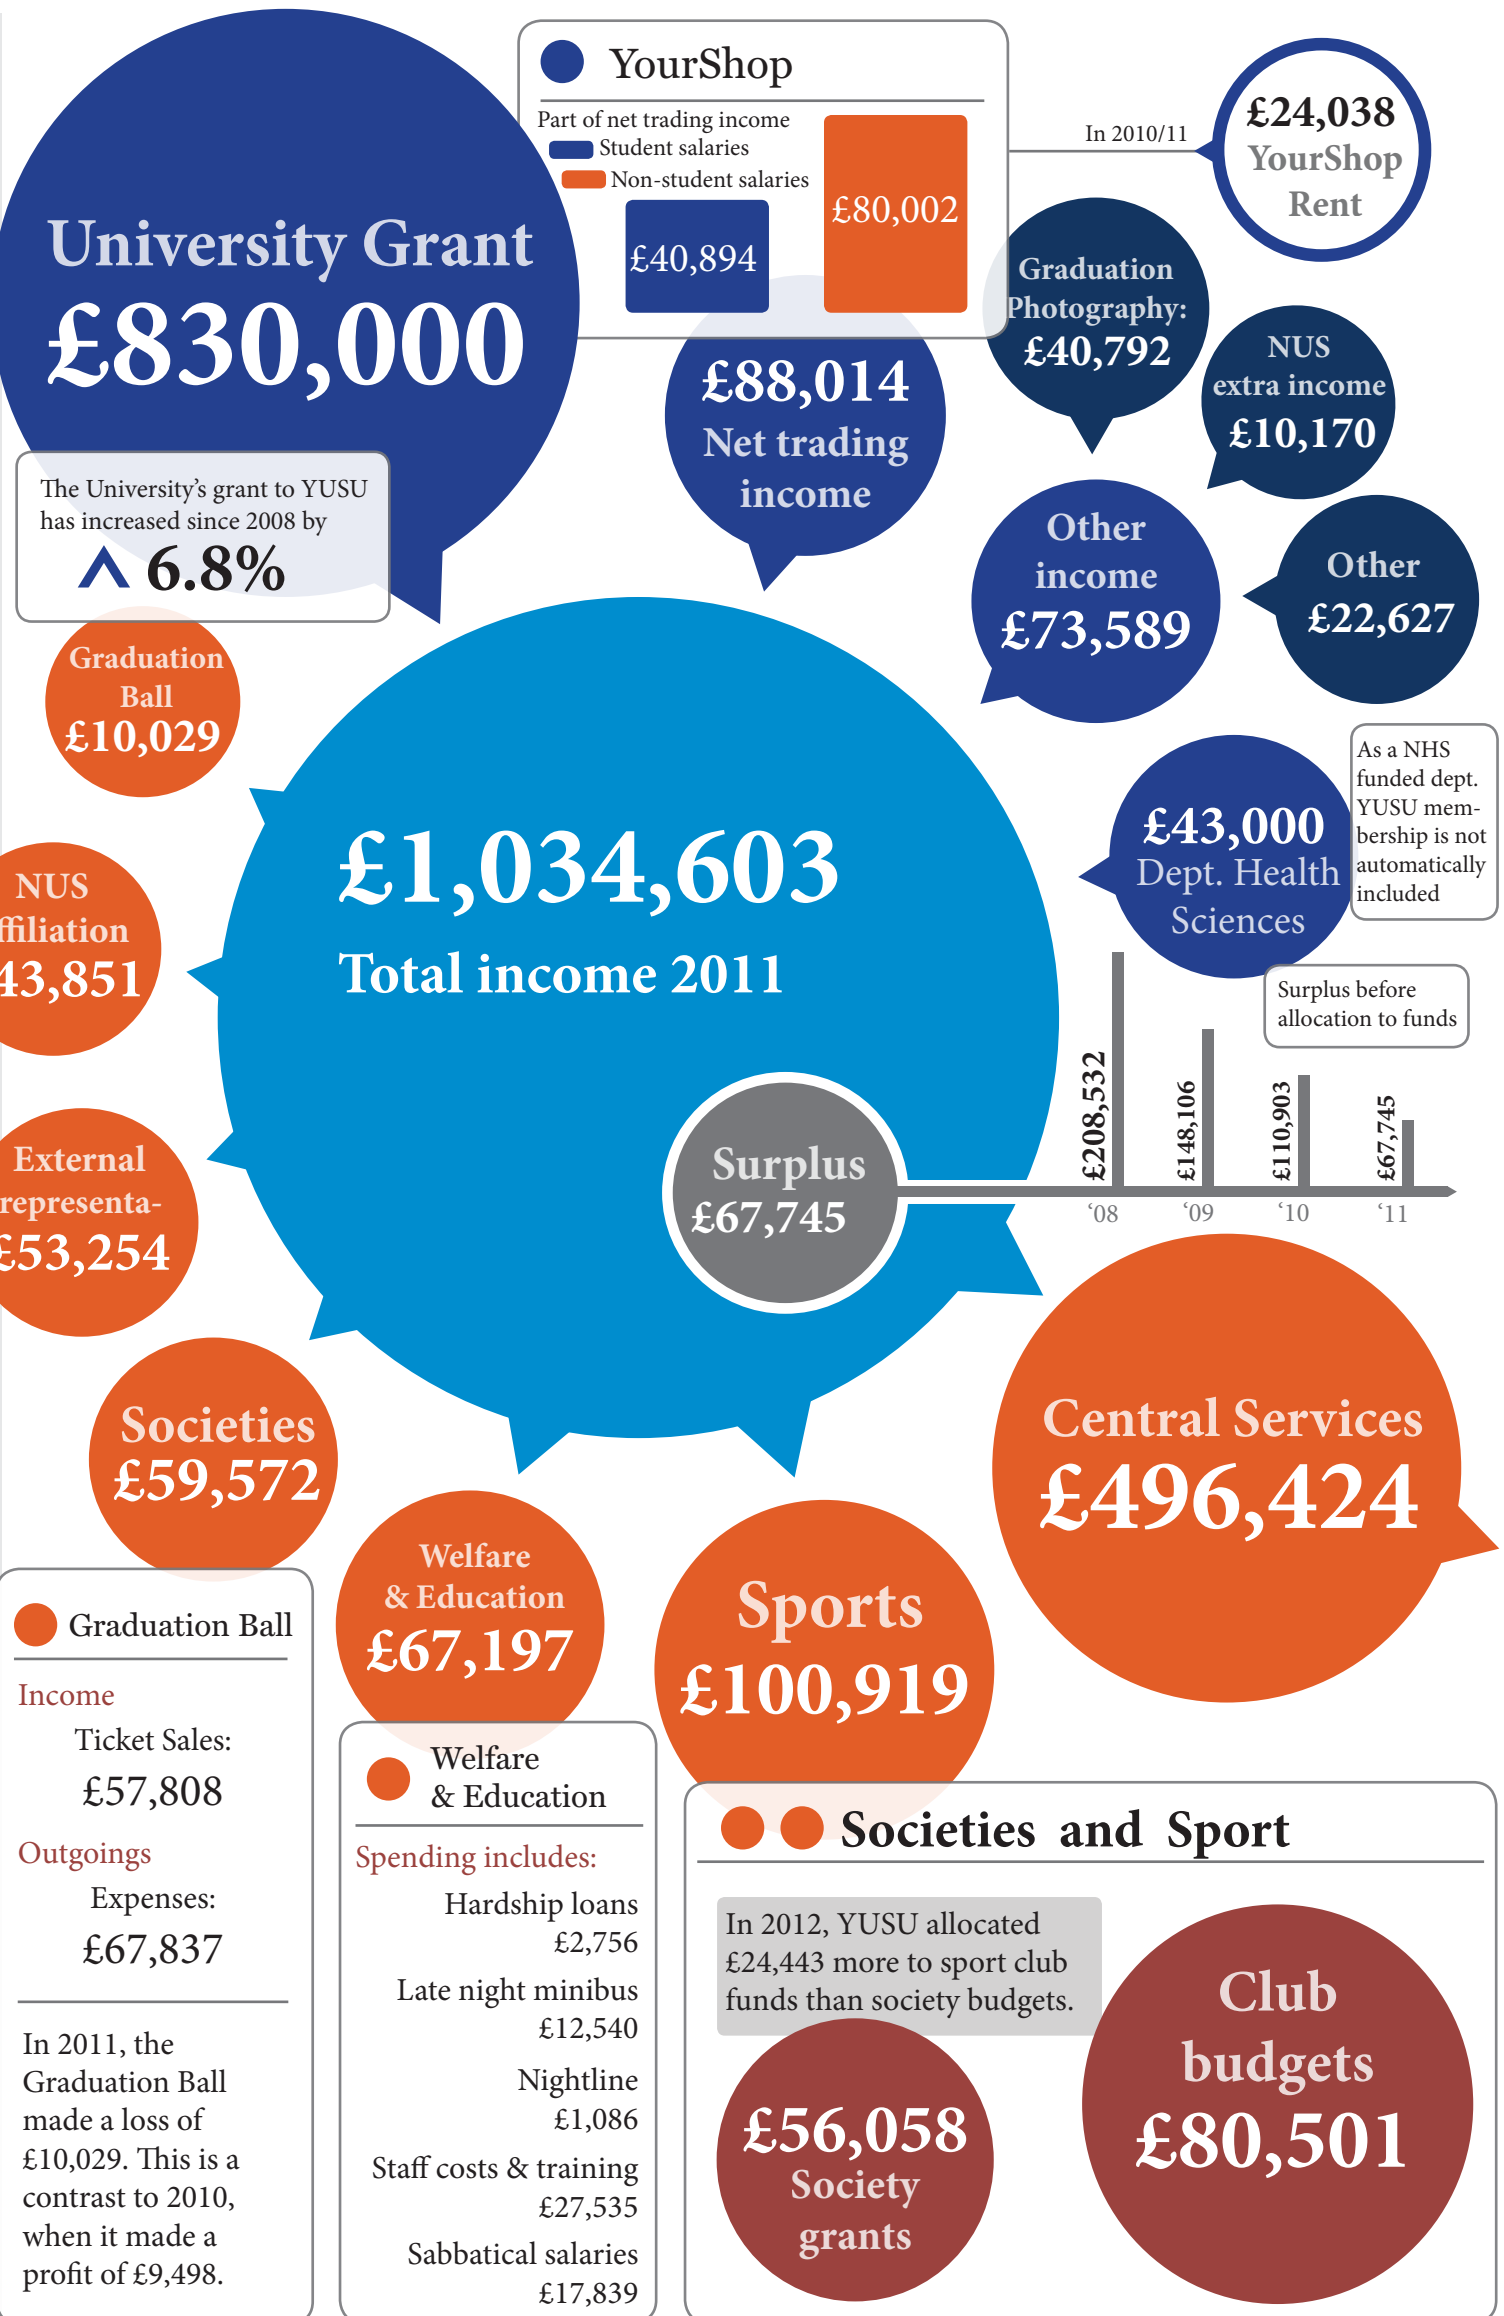 YourShop
Part of net trading income
Student salaries
Non-student salaries
£40,894
£80,002
In 2010/11
£24,038
YourShop
Rent
University Grant
£830,000
The University's grant to YUSU
has increased since 2008 by
6.8%
£88,014
Net trading
income
Graduation
Photography:
£40,792
NUS
extra income
£10,170
Other
income
£73,589
Other
£22,627
£43,000
Dept. Health
Sciences
As a NHS
funded dept.
YUSU mem-
bership is not
automatically
included
£1,034,603
Total income 2011
Surplus
£67,745
Surplus before
allocation to funds
£208,532
£148,106
£110,903
£67,745
‘08
‘09
‘10
‘11
Graduation
Ball
£10,029
NUS
ffiliation
43,851
External
representa-
£53,254
Societies
£59,572
Welfare
& Education
£67,197
Sports
£100,919
Central Services
£496,424
Graduation Ball
Income
Ticket Sales:
£57,808
Outgoings
Expenses:
£67,837
In 2011, the
Graduation Ball
made a loss of
£10,029. This is a
contrast to 2010,
when it made a
profit of £9,498.
Welfare
& Education
Spending includes:
Hardship loans
£2,756
Late night minibus
£12,540
Nightline
£1,086
Staff costs & training
£27,535
Sabbatical salaries
£17,839
Societies and Sport
In 2012, YUSU allocated
£24,443 more to sport club
funds than society budgets.
£56,058
Society
grants
Club
budgets
£80,501